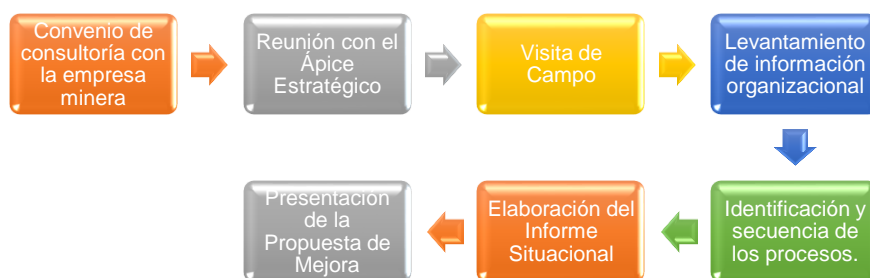 Convenio de
consultoría con
la empresa
minera
Reunión con el
Ápice
Estratégico
Visita de
Campo
Levantamiento
de información
organizacional
Identificación y
secuencia de
los procesos.
Elaboración del
Informe
Situacional
Presentación
de la
Propuesta de
Mejora